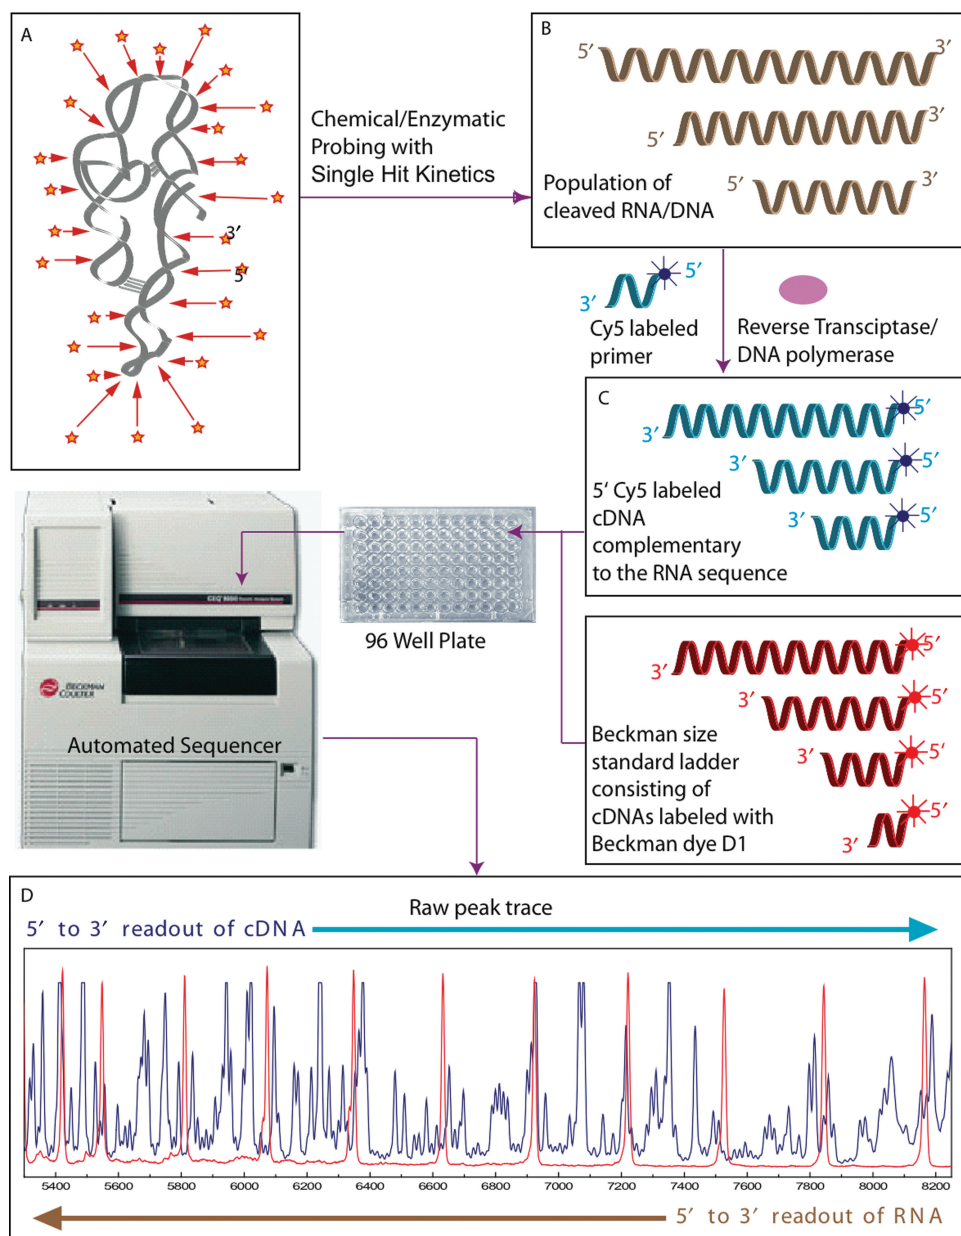 A
3′
5′
Chemical/Enzymatic
Probing with
Single Hit Kinetics
B
5′
3′
5′
3′
5′
3′
Population of
cleaved RNA/DNA
3′
5′
Cy5 labeled
primer
Reverse Transciptase/
DNA polymerase
C
3′
5′
3′
5′
3′
5′
5‘ Cy5 labeled
cDNA
complementary
to the RNA sequence
96 Well Plate
BECKMAN
COULTER
Automated Sequencer
3′
5′
3′
5′
3′
5‘
3′
5′
Beckman size
standard ladder
consisting of
cDNAs labeled with
Beckman dye D1
D
Raw peak trace
5′ to 3′ readout of cDNA
5400 5600 5800 6000 6200 6400 6600 6800 7000 7200 7400 7600 7800 8000 8200
5′ to 3′ readout of RNA